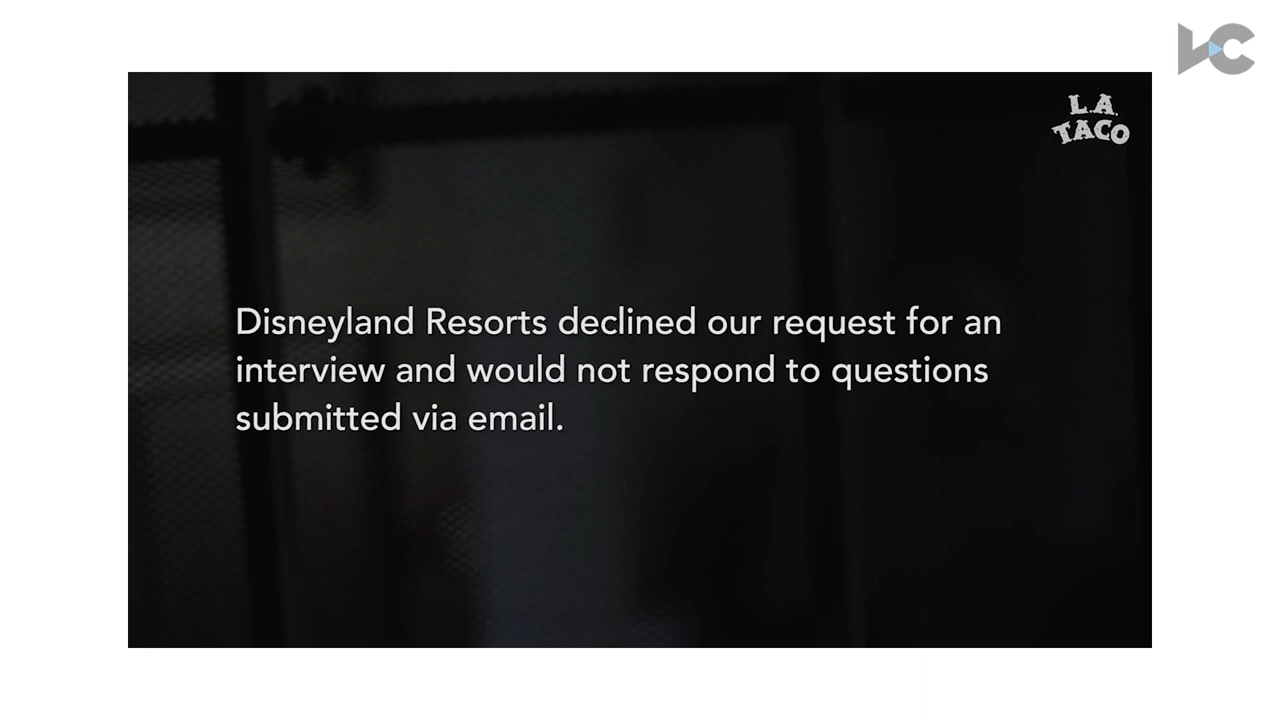 L.A.
TACO
Disneyland Resorts declined our request for an
interview and would not respond to questions
submitted via email.